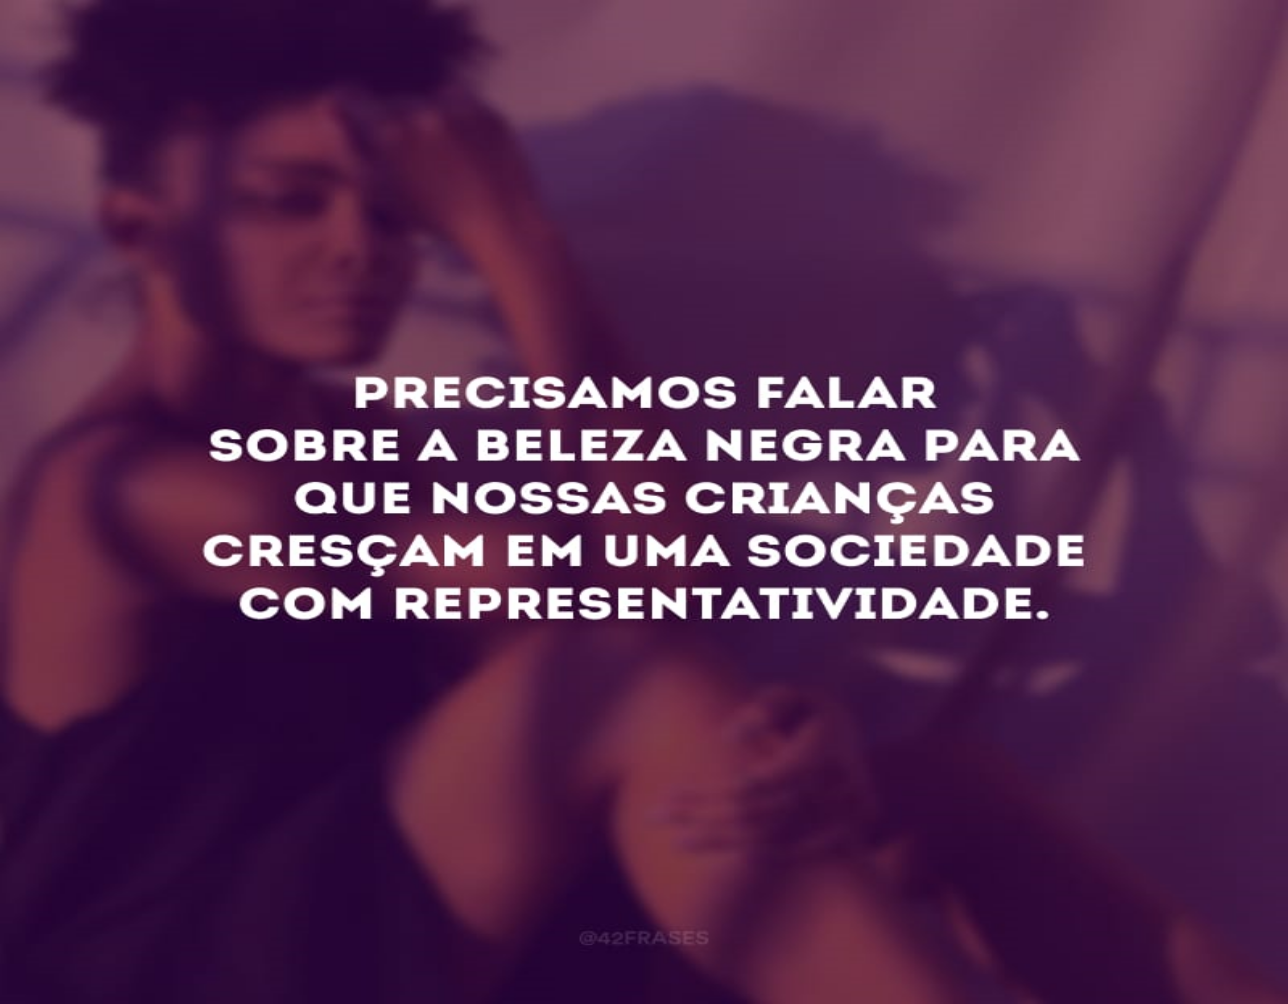 PRECISAMOS FALAR
SOBRE A BELEZA NEGRA PARA
QUE NOSSAS CRIANÇAS
CRESÇAM EM UMA SOCIEDADE
COM REPRESENTATIVIDADE.
@42FRASES